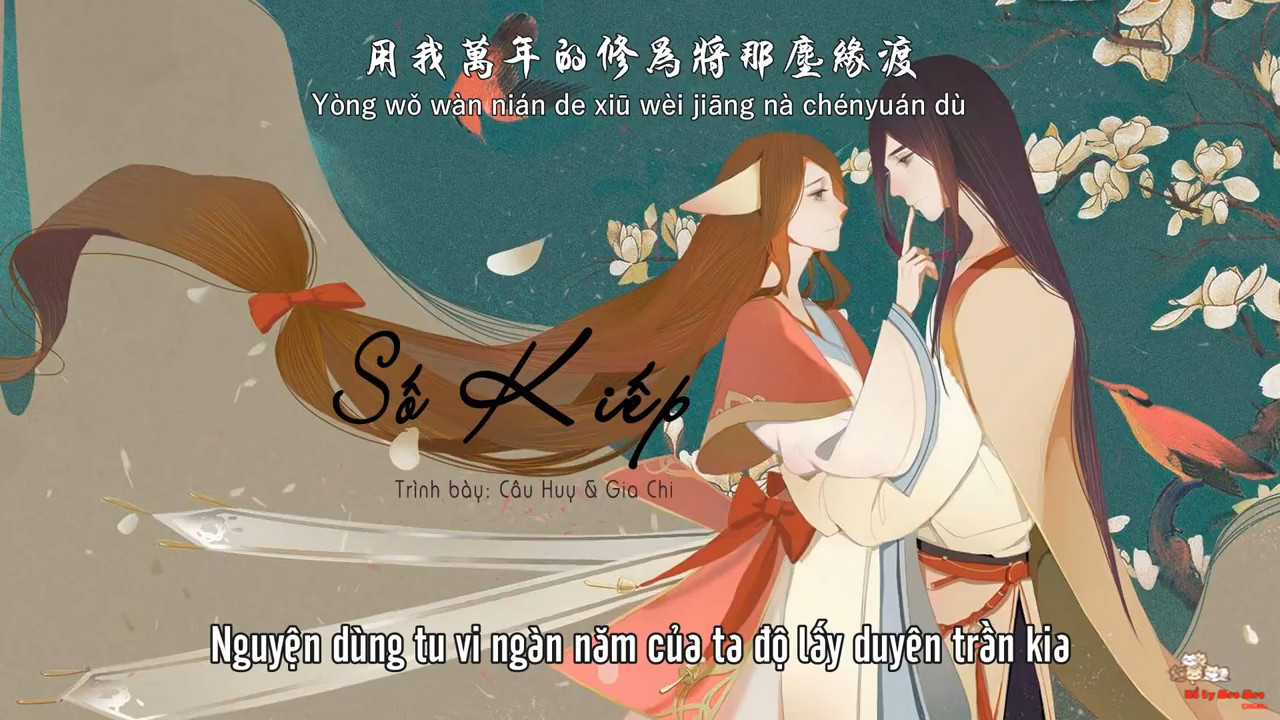 用我萬年的修為將那塵緣渡
Yòng wǒ wàn nián de xiū wèi jiāng nà chényuán dù
Số Kiếp
Trình bày: Câu Huy & Gia Chi
Nguyện dùng tu vi ngàn năm của ta độ lấy duyên trần kia